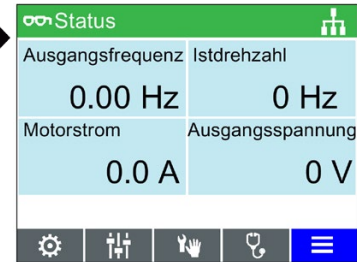 Status
Ausgangsfrequenz Istdrehzahl
0.00 Hz 0 Hz
Motorstrom Ausgangsspannung
0.0 A 0 V